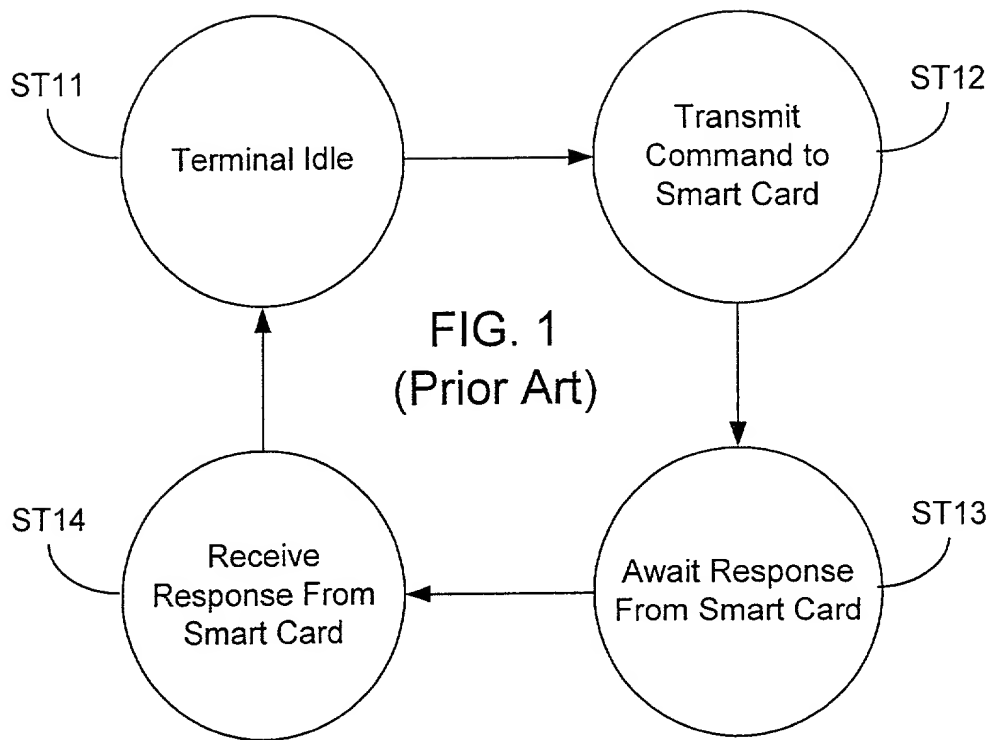 ST11
Terminal Idle
Transmit
Command to
Smart Card
ST12
FIG. 1
(Prior Art)
ST14
Receive
Response From
Smart Card
Await Response
From Smart Card
ST13